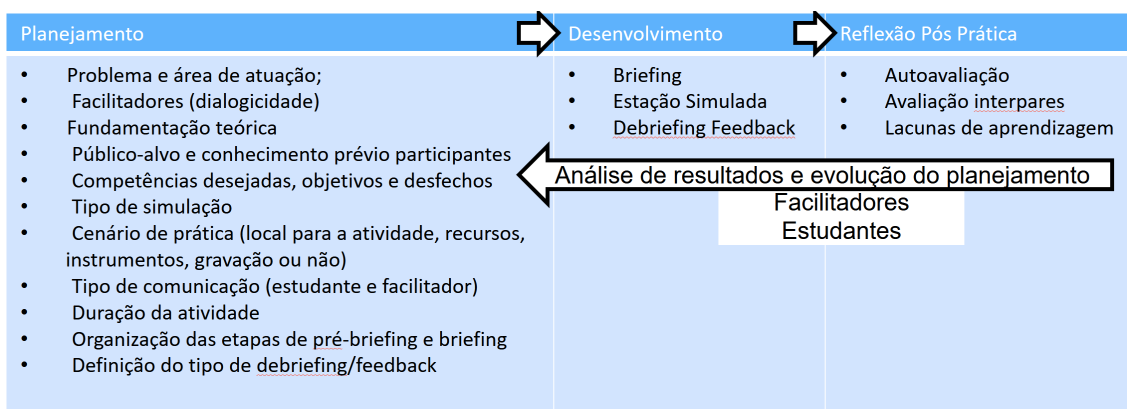 Planejamento
Desenvolvimento
Reflexão Pós Prática
• Problema e área de atuação;
• Facilitadores (dialogicidade)
• Fundamentação teórica
• Público-alvo e conhecimento prévio participantes
• Competências desejadas, objetivos e desfechos
• Tipo de simulação
• Cenário de prática (local para a atividade, recursos,
instrumentos, gravação ou não)
• Tipo de comunicação (estudante e facilitador)
• Duração da atividade
• Organização das etapas de pré-briefing e briefing
• Definição do tipo de debriefing/feedback
• Briefing
• Estação Simulada
• Debriefing Feedback
• Autoavaliação
• Avaliação interpares
• Lacunas de aprendizagem
Análise de resultados e evolução do planejamento
Facilitadores
Estudantes